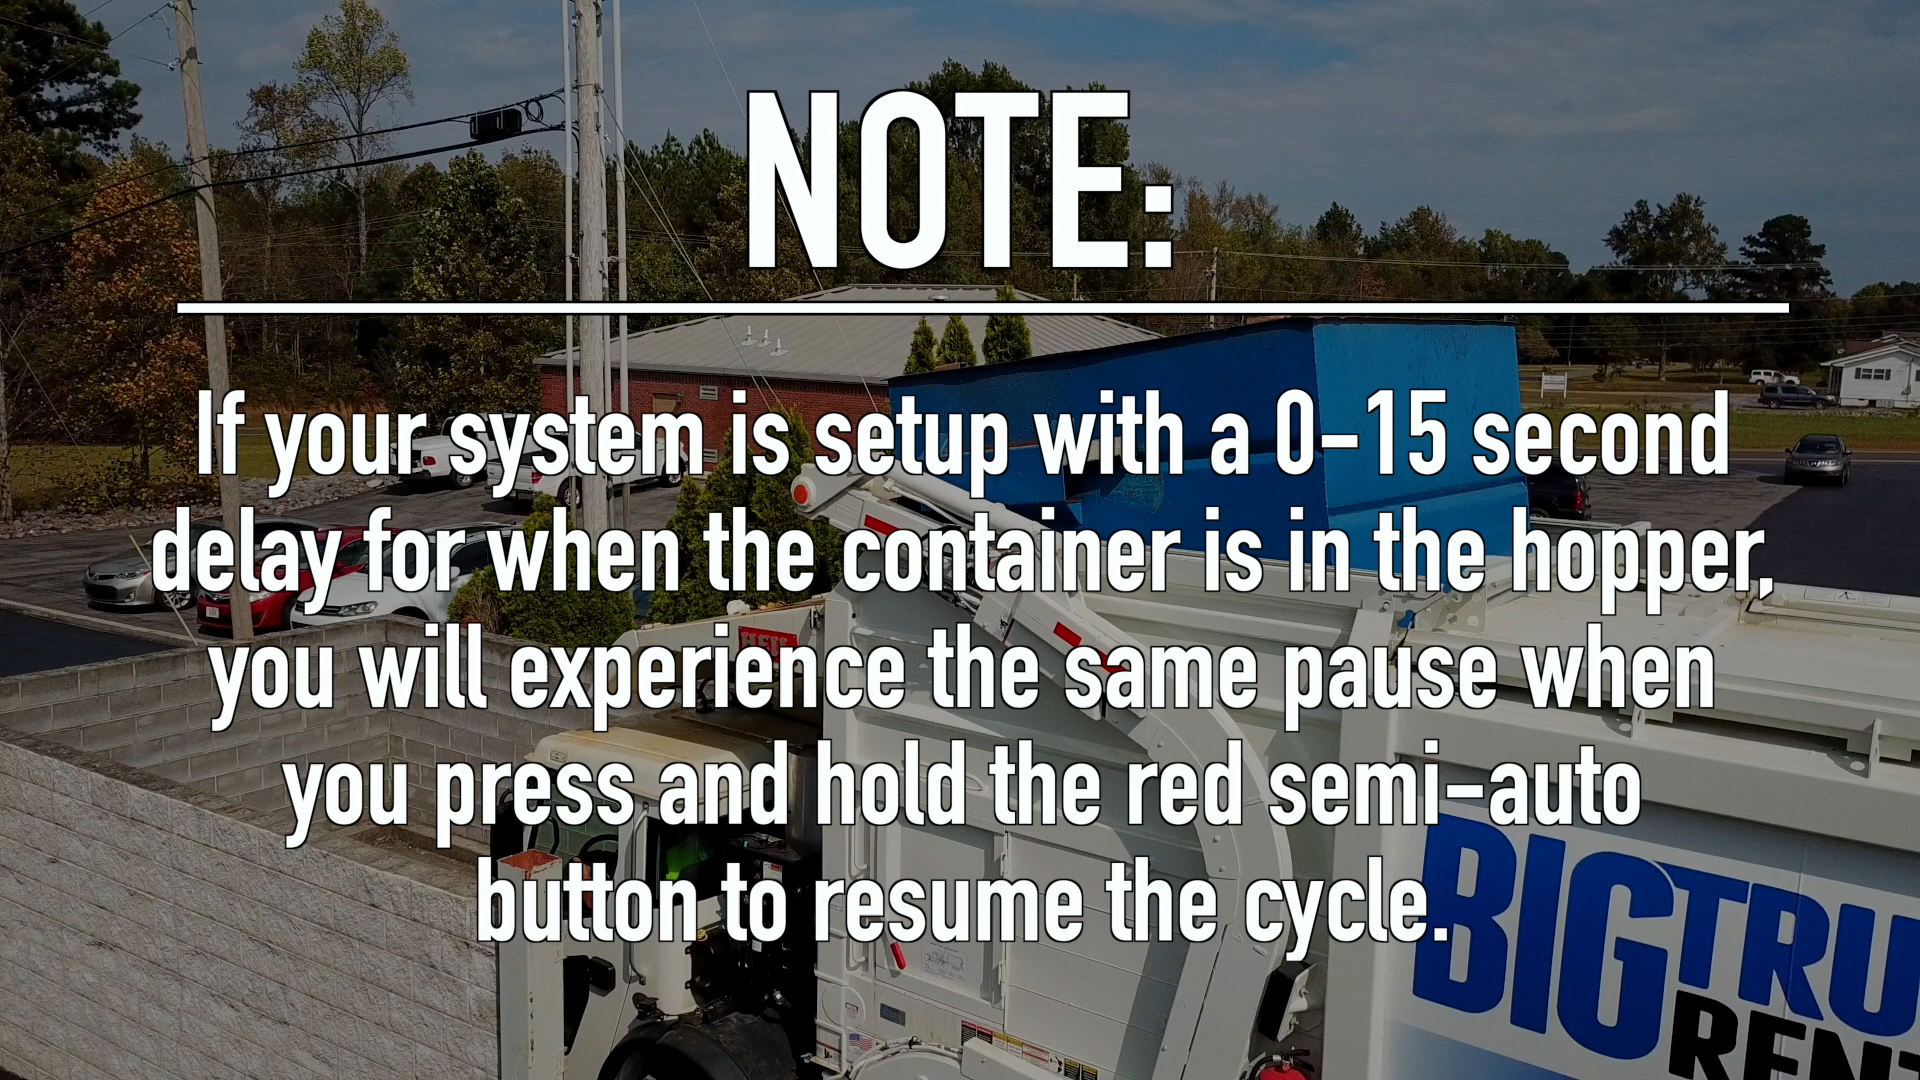 NOTE:
If your system is setup with a 0-15 second
delay for when the container is in the hopper,
you will experience the same pause when
you press and hold the red semi-auto
button to resume the cycle.
HEIL
BIGTRU
RENT